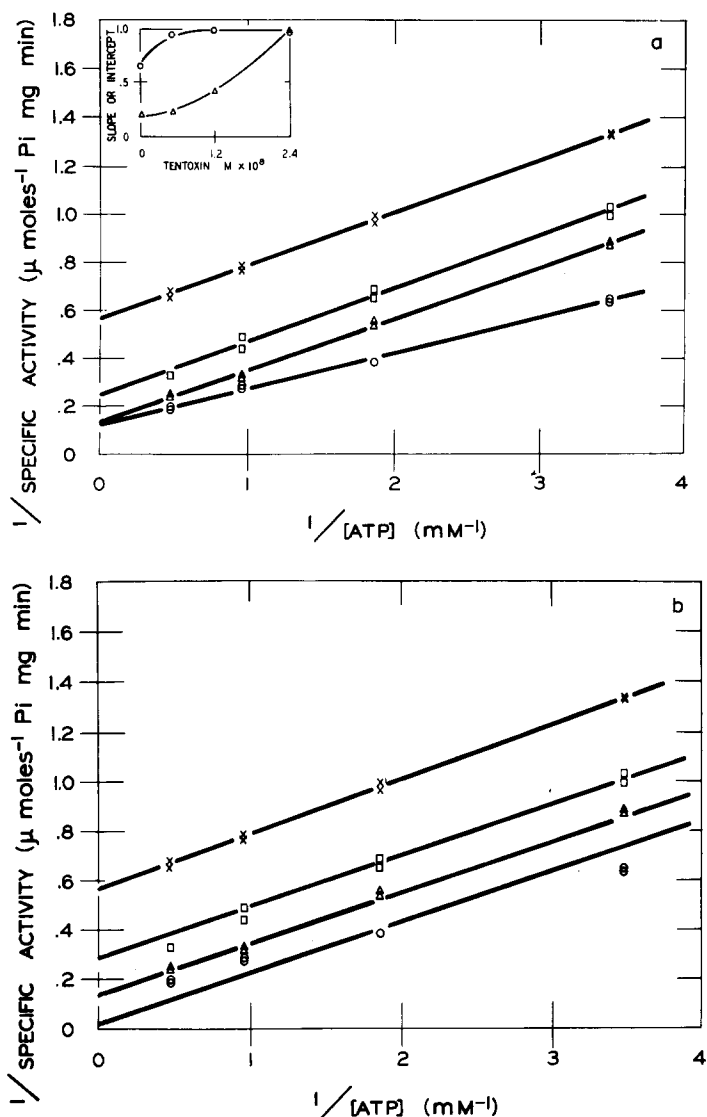 a
1.8
1.6
1.4
1.2
1.0
.8
.6
.4
.2
0
1/SPECIFIC ACTIVITY (μ moles⁻¹ Pi mg min)
SLOPE OR INTERCEPT
1.0
.5
0
0 1.2 2.4
TENTOXIN M × 10⁸
0 1 2 3 4
1/[ATP] (mM⁻¹)
b
1.8
1.6
1.4
1.2
1.0
.8
.6
.4
.2
0
1/SPECIFIC ACTIVITY (μ moles⁻¹ Pi mg min)
0 1 2 3 4
1/[ATP] (mM⁻¹)